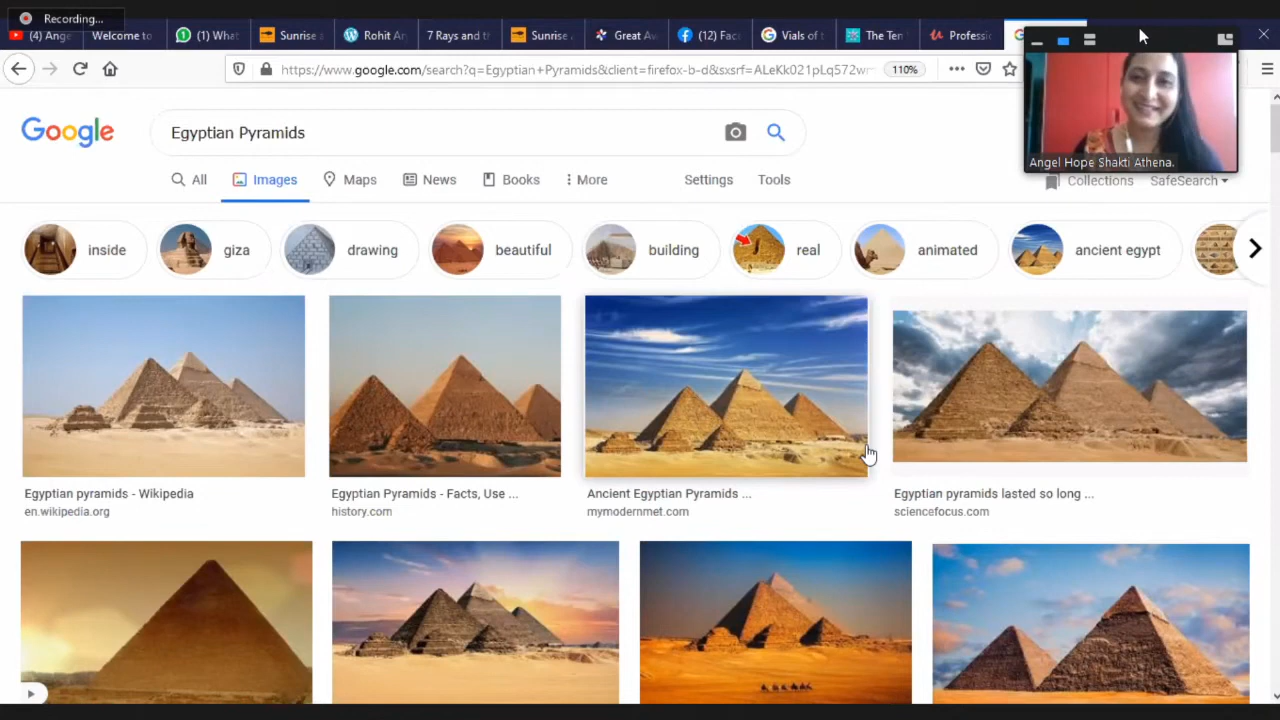 Recording...
(4) Ange
Welcome to
(1) What
Sunrise a
Rohit An
7 Rays and th
Sunrise a
Great Aw
(12) Fac
Vials of t
The Ten
Profession
https://www.google.com/search?q=Egyptian+Pyramids&client=firefox-b-d&sxsrf=ALeKk021pLq572w
110%
Angel Hope Shakti Athena.
Google
Egyptian Pyramids
All
Images
Maps
News
Books
More
Settings
Tools
Collections
SafeSearch
inside
giza
drawing
beautiful
building
real
animated
ancient egypt
Egyptian pyramids - Wikipedia
en.wikipedia.org
Egyptian Pyramids - Facts, Use ...
history.com
Ancient Egyptian Pyramids ...
mymodernmet.com
Egyptian pyramids lasted so long ...
sciencefocus.com